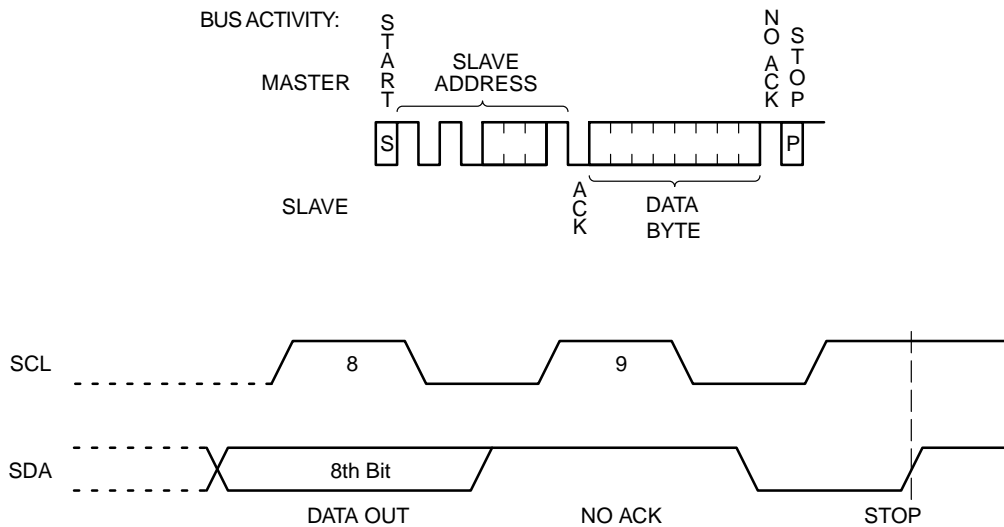 BUS ACTIVITY:
MASTER
START
SLAVE
ADDRESS
NO ACK
STOP
S
P
SLAVE
ACK
DATA
BYTE
SCL
8
9
SDA
8th Bit
DATA OUT
NO ACK
STOP